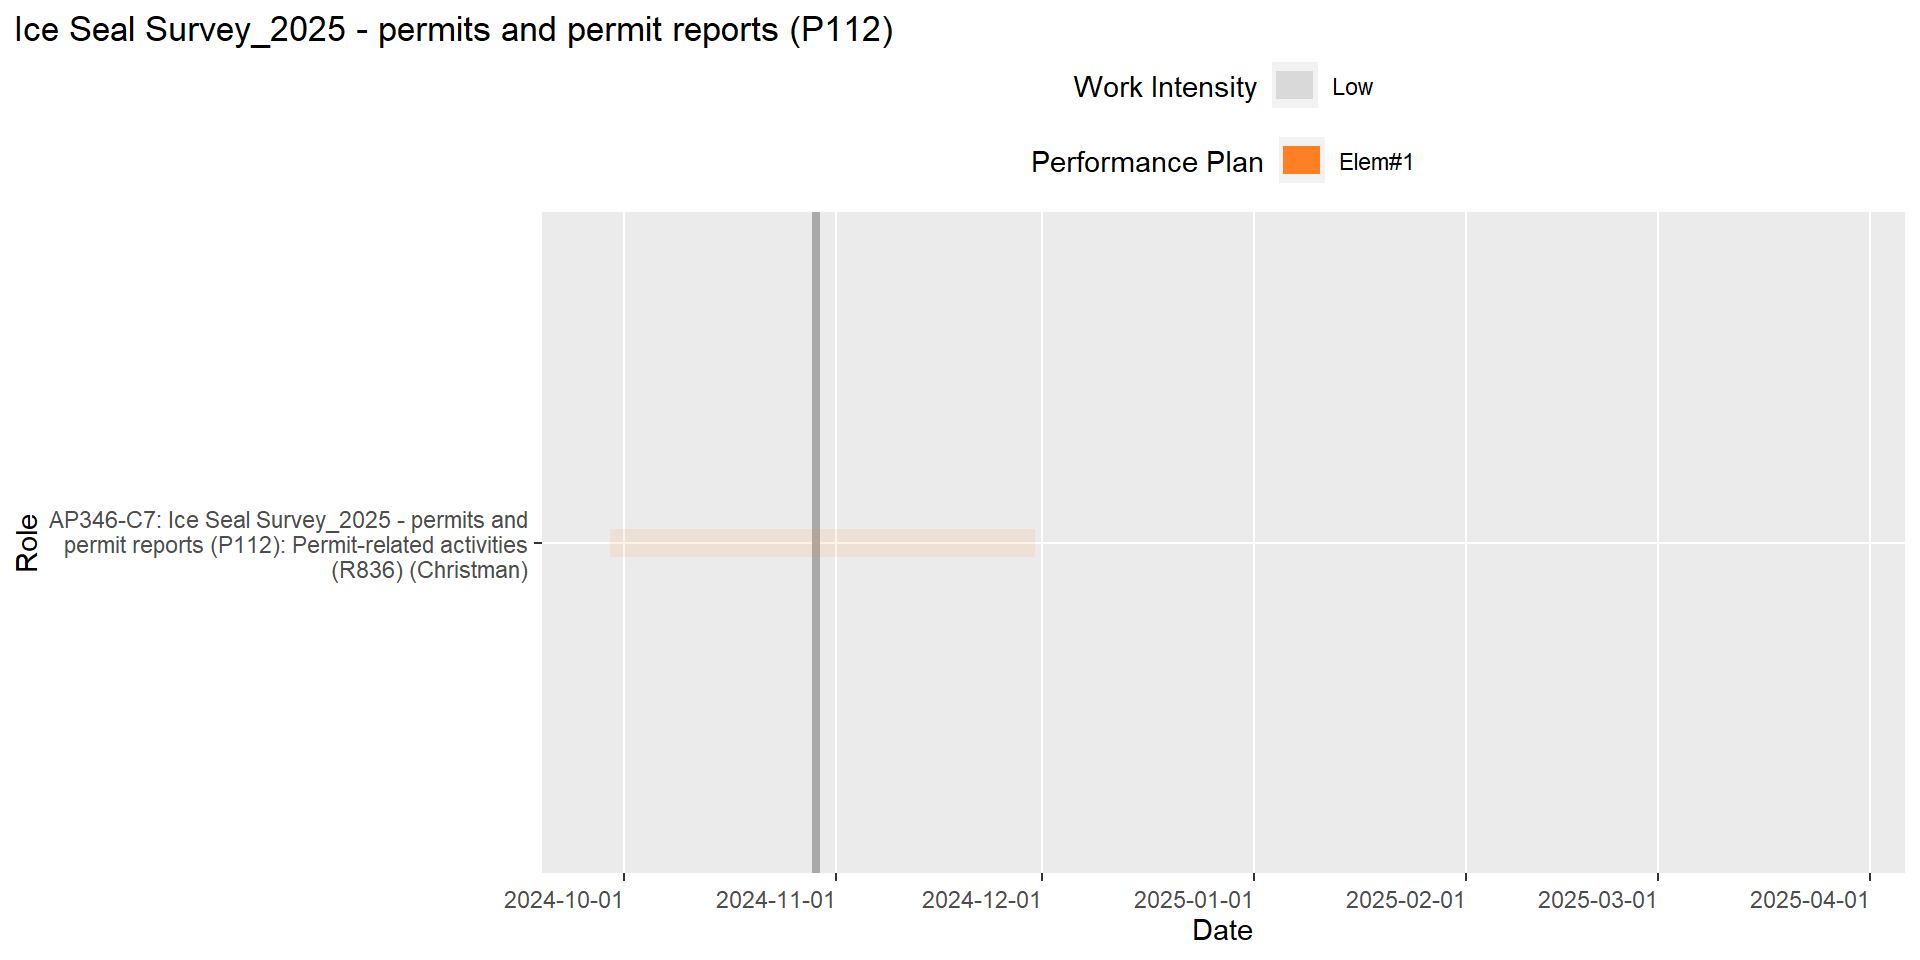 Ice Seal Survey_2025 - permits and permit reports (P112)
Work Intensity
Low
Performance Plan
Elem#1
Role
AP346-C7: Ice Seal Survey_2025 - permits and
permit reports (P112): Permit-related activities
(R836) (Christman)
2024-10-01
2024-11-01
2024-12-01
2025-01-01
2025-02-01
2025-03-01
2025-04-01
Date